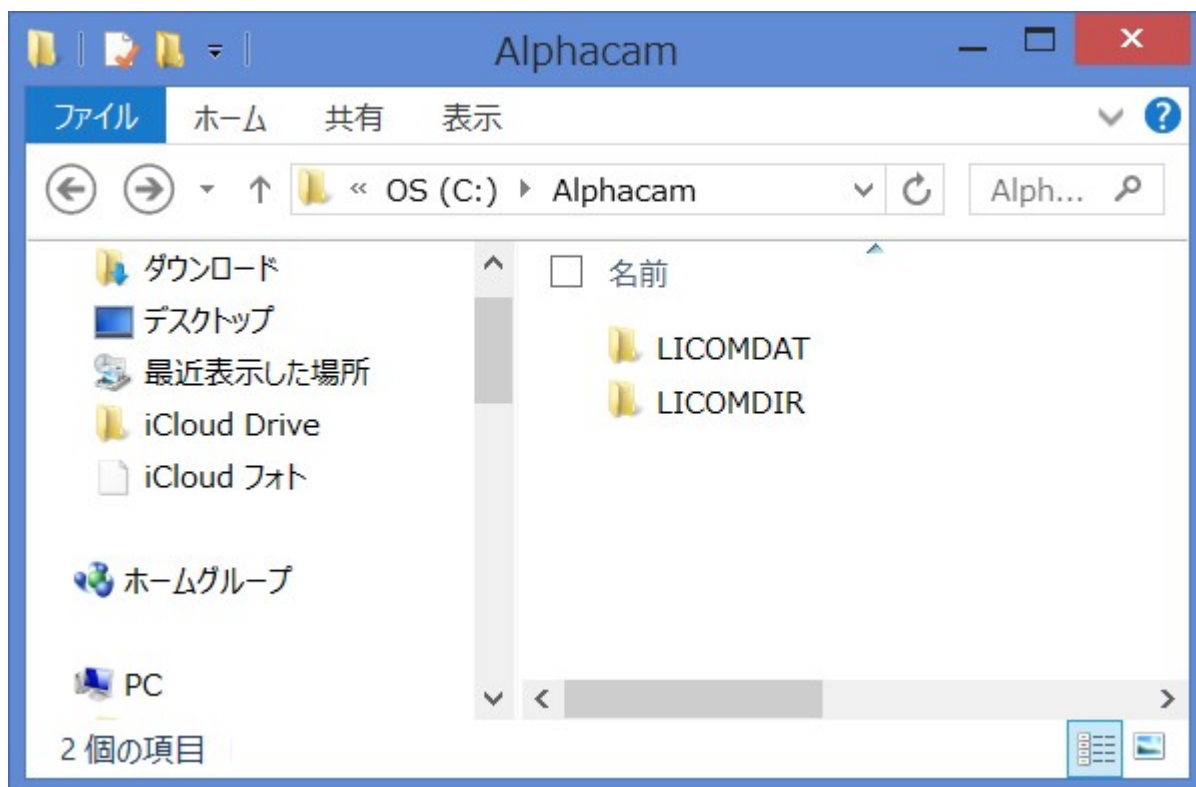 Alphacam
ファイル ホーム 共有 表示
« OS (C:) Alphacam Alph...
ダウンロード
デスクトップ
最近表示した場所
iCloud Drive
iCloud フォト
ホームグループ
PC
名前
LICOMDAT
LICOMDIR
2 個の項目